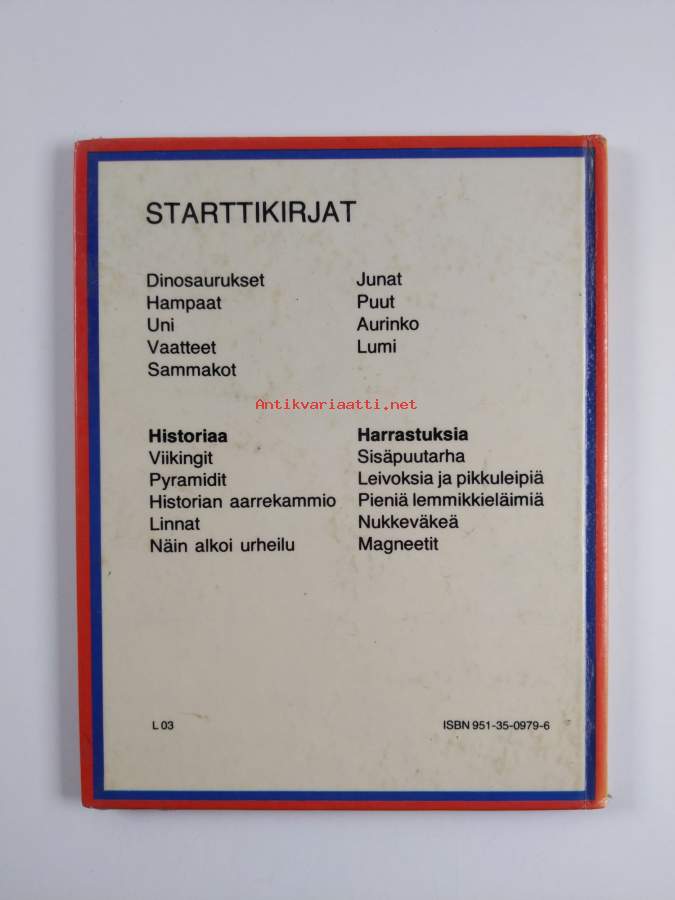 STARTTIKIRJAT
Dinosaurukset
Hampaat
Uni
Vaatteet
Sammakot
Junat
Puut
Aurinko
Lumi
Antikvariaatti.net
Historiaa
Viikingit
Pyramidit
Historian aarrekammio
Linnat
Näin alkoi urheilu
Harrastuksia
Sisäpuutarha
Leivoksia ja pikkuleipiä
Pieniä lemmikkieläimiä
Nukkeväkeä
Magneetit
L 03
ISBN 951-35-0979-6